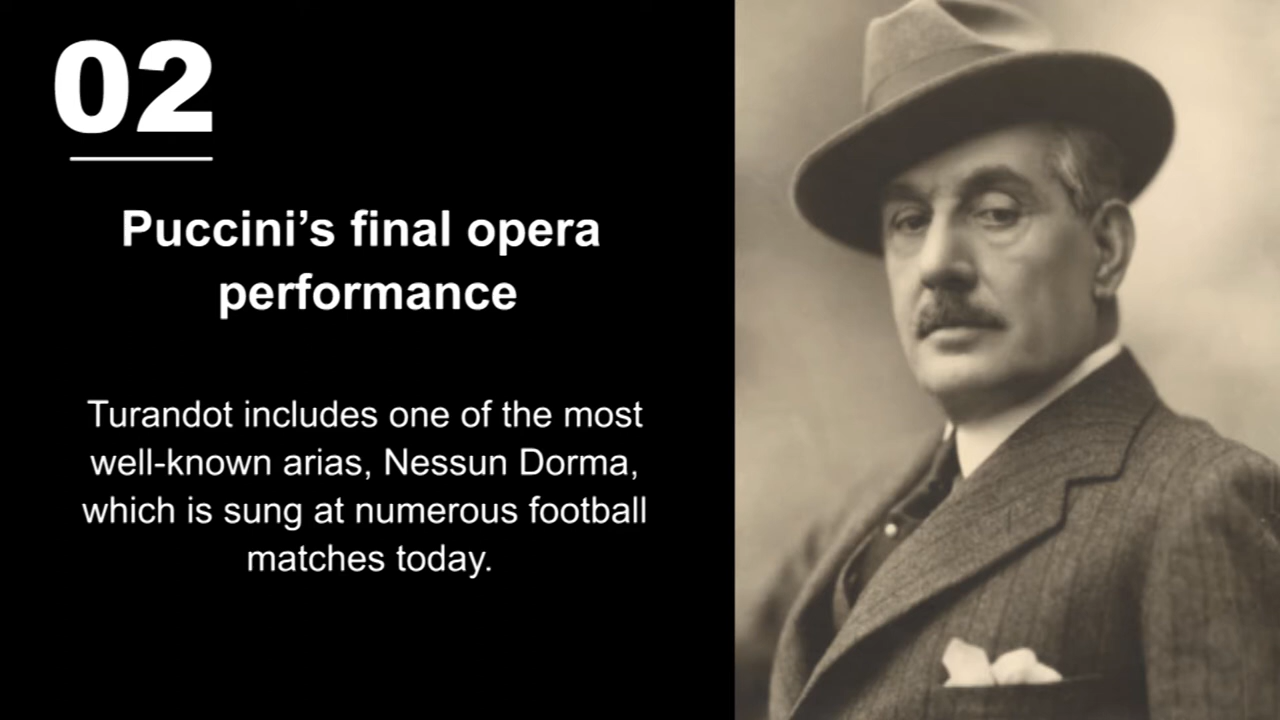 02
Puccini’s final opera
performance
Turandot includes one of the most
well-known arias, Nessun Dorma,
which is sung at numerous football
matches today.